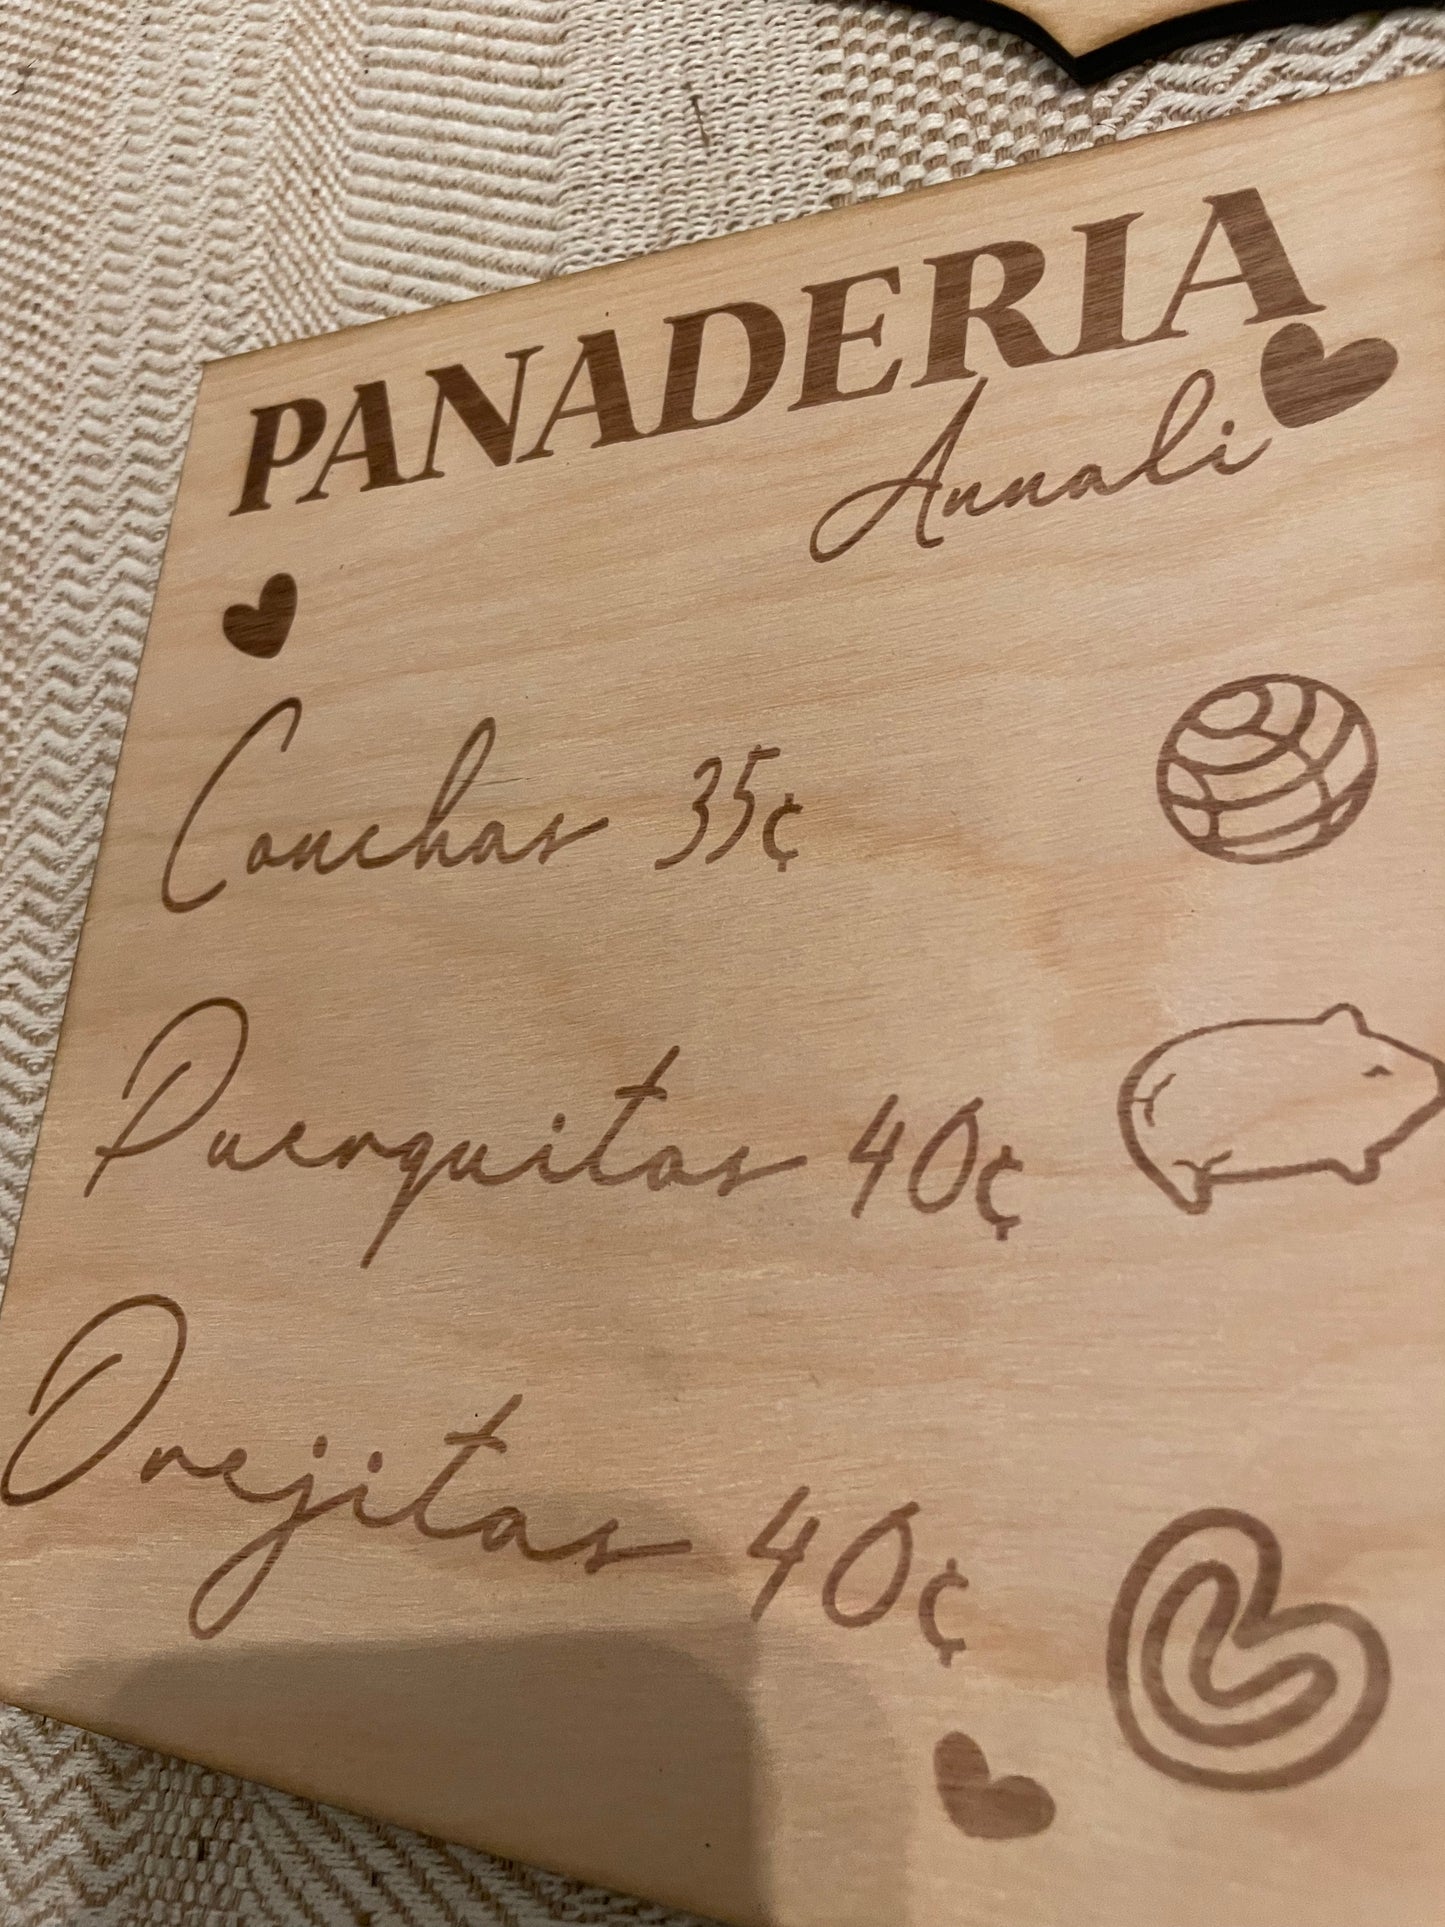 PANADERIA
Annali
Conchas 35¢
Puerquitos 40¢
Orejitas 40¢